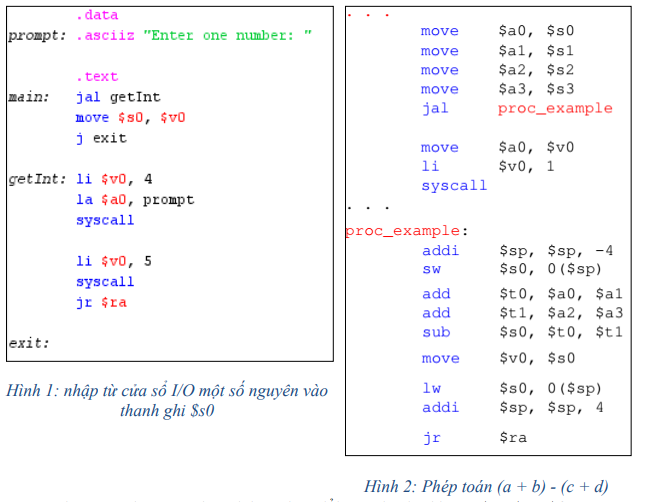 .data
prompt: .asciiz "Enter one number: "
.text
main: jal getInt
move $s0, $v0
j exit
getInt: li $v0, 4
la $a0, prompt
syscall
li $v0, 5
syscall
jr $ra
exit:
Hình 1: nhập từ cửa sổ I/O một số nguyên vào
thanh ghi $s0
. . .
move $a0, $s0
move $a1, $s1
move $a2, $s2
move $a3, $s3
jal proc_example
move $a0, $v0
li $v0, 1
syscall
. . .
proc_example:
addi $sp, $sp, -4
sw $s0, 0($sp)
add $t0, $a0, $a1
add $t1, $a2, $a3
sub $s0, $t0, $t1
move $v0, $s0
lw $s0, 0($sp)
addi $sp, $sp, 4
jr $ra
Hình 2: Phép toán (a + b) - (c + d)